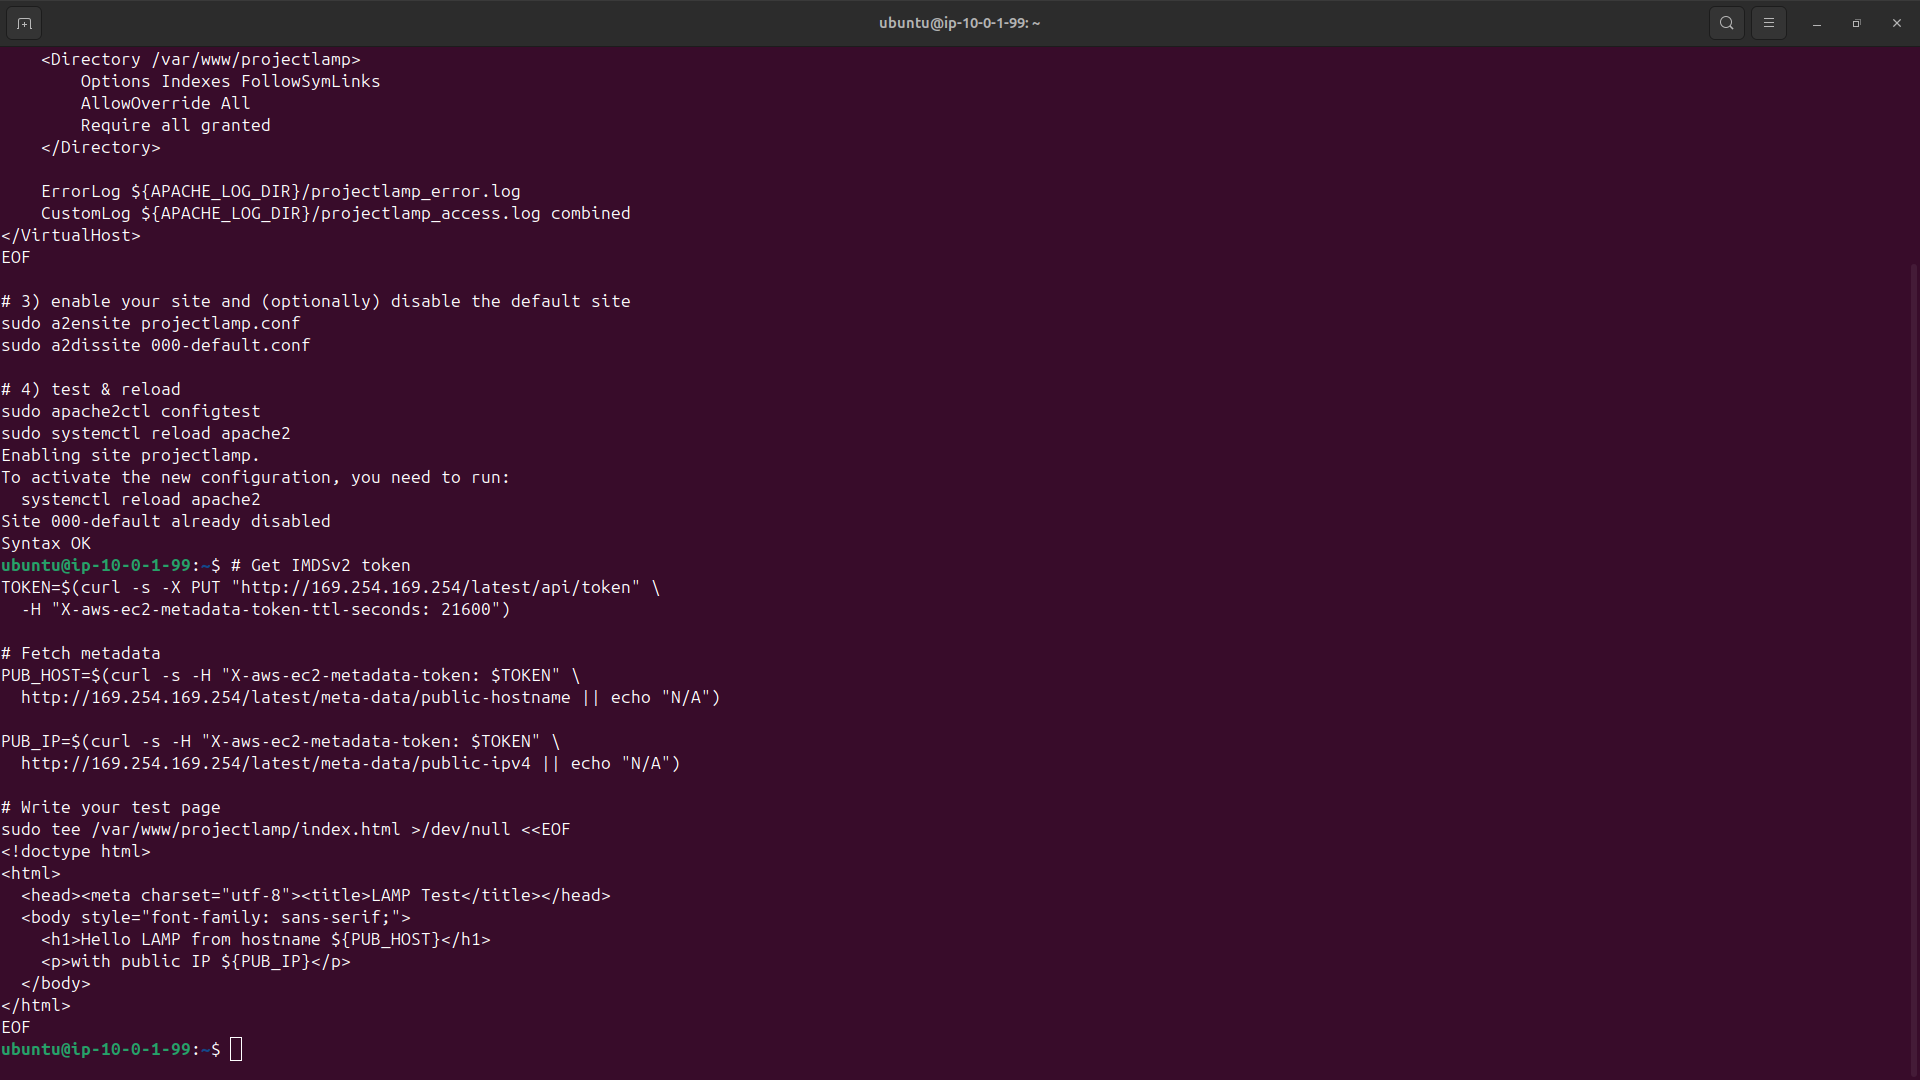 ubuntu@ip-10-0-1-99: ~
    <Directory /var/www/projectlamp>
        Options Indexes FollowSymLinks
        AllowOverride All
        Require all granted
    </Directory>

    ErrorLog ${APACHE_LOG_DIR}/projectlamp_error.log
    CustomLog ${APACHE_LOG_DIR}/projectlamp_access.log combined
</VirtualHost>
EOF

# 3) enable your site and (optionally) disable the default site
sudo a2ensite projectlamp.conf
sudo a2dissite 000-default.conf

# 4) test & reload
sudo apache2ctl configtest
sudo systemctl reload apache2
Enabling site projectlamp.
To activate the new configuration, you need to run:
  systemctl reload apache2
Site 000-default already disabled
Syntax OK
ubuntu@ip-10-0-1-99:~$ # Get IMDSv2 token
TOKEN=$(curl -s -X PUT "http://169.254.169.254/latest/api/token" \
  -H "X-aws-ec2-metadata-token-ttl-seconds: 21600")

# Fetch metadata
PUB_HOST=$(curl -s -H "X-aws-ec2-metadata-token: $TOKEN" \
  http://169.254.169.254/latest/meta-data/public-hostname || echo "N/A")

PUB_IP=$(curl -s -H "X-aws-ec2-metadata-token: $TOKEN" \
  http://169.254.169.254/latest/meta-data/public-ipv4 || echo "N/A")

# Write your test page
sudo tee /var/www/projectlamp/index.html >/dev/null <<EOF
<!doctype html>
<html>
  <head><meta charset="utf-8"><title>LAMP Test</title></head>
  <body style="font-family: sans-serif;">
    <h1>Hello LAMP from hostname ${PUB_HOST}</h1>
    <p>with public IP ${PUB_IP}</p>
  </body>
</html>
EOF
ubuntu@ip-10-0-1-99:~$